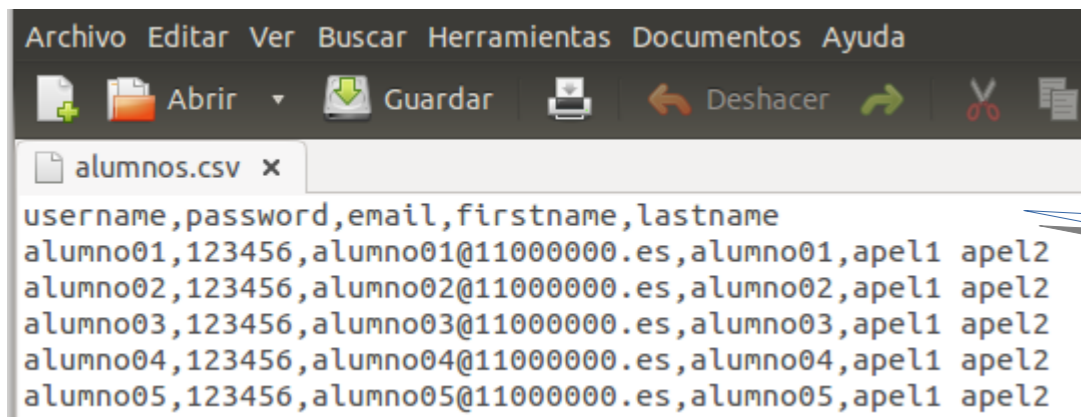 Archivo Editar Ver Buscar Herramientas Documentos Ayuda
Abrir Guardar Deshacer
alumnos.csv ×
username,password,email,firstname,lastname
alumno01,123456,alumno01@11000000.es,alumno01,apel1 apel2
alumno02,123456,alumno02@11000000.es,alumno02,apel1 apel2
alumno03,123456,alumno03@11000000.es,alumno03,apel1 apel2
alumno04,123456,alumno04@11000000.es,alumno04,apel1 apel2
alumno05,123456,alumno05@11000000.es,alumno05,apel1 apel2